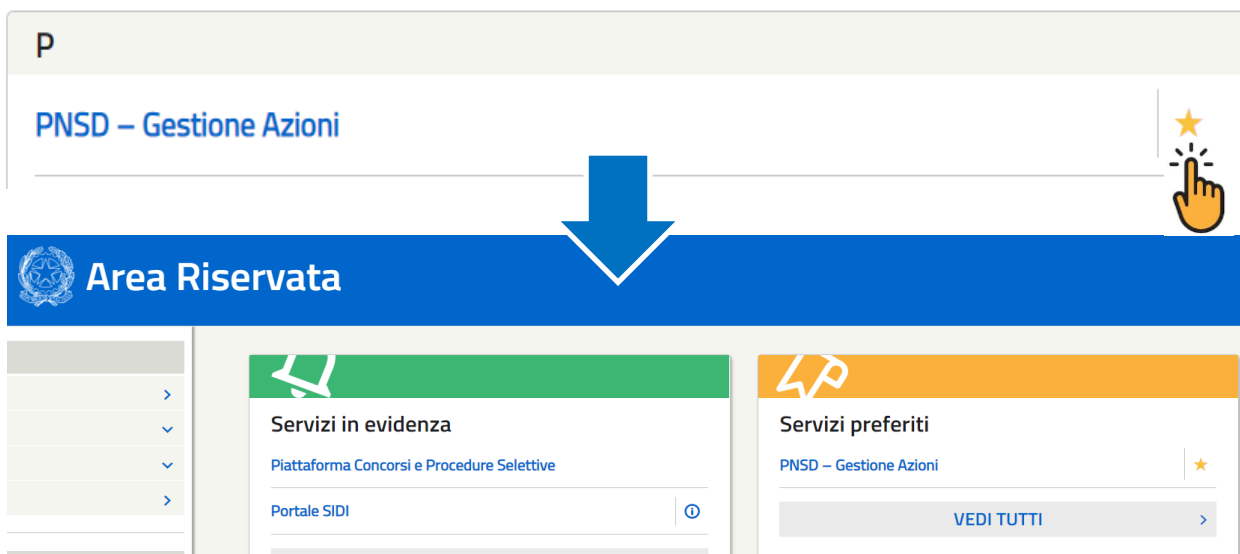 P
PNSD – Gestione Azioni
Area Riservata
Servizi in evidenza
Piattaforma Concorsi e Procedure Selettive
Portale SIDI
Servizi preferiti
PNSD – Gestione Azioni
VEDI TUTTI